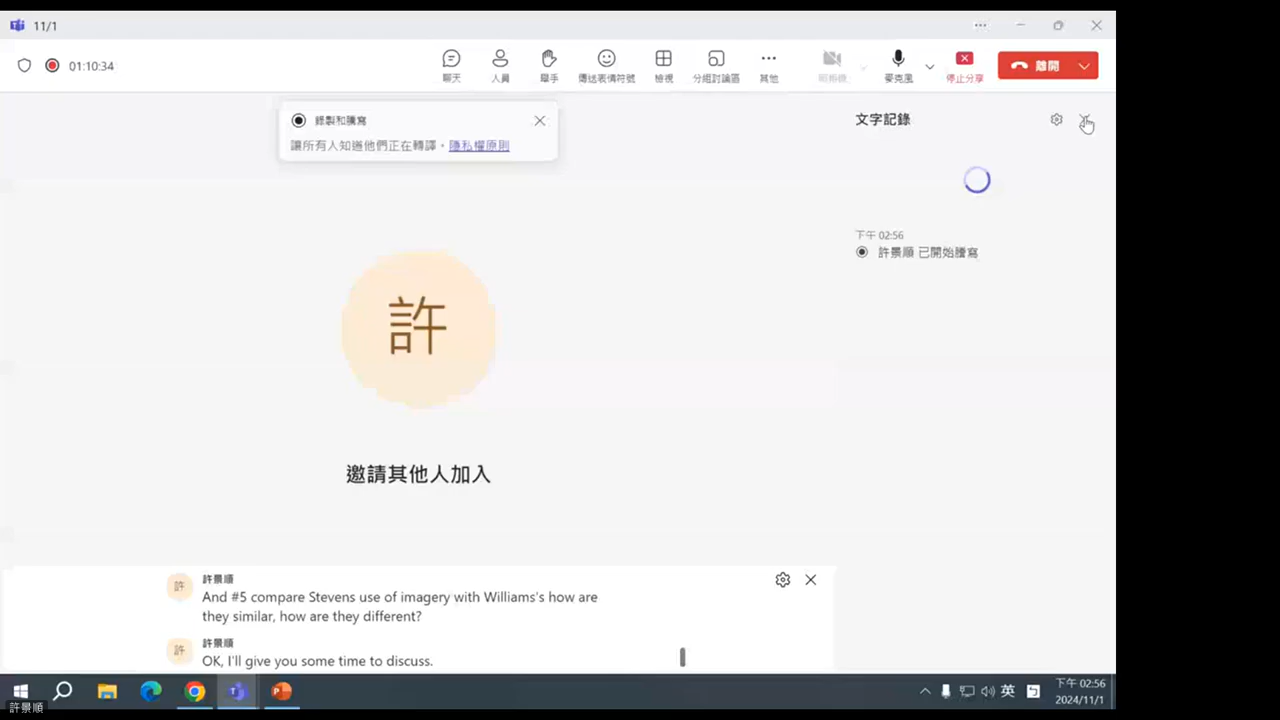 11/1
01:10:34
聊天
人員
舉手
傳送表情符號
檢視
分組討論區
其他
照相機
麥克風
停止分享
離開
錄製和謄寫
讓所有人知道他們正在轉譯。隱私權原則
文字記錄
下午 02:56
許景順 已開始謄寫
許
邀請其他人加入
許
許景順
And #5 compare Stevens use of imagery with Williams's how are
they similar, how are they different?
許
許景順
OK, I'll give you some time to discuss.
英
下午 02:56
2024/11/1
許景順